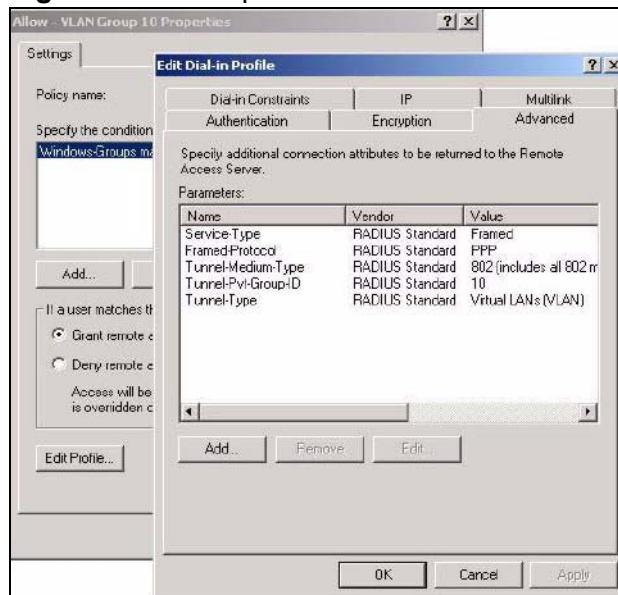 Allow - VLAN Group 10 Properties
Settings
Policy name:
Specify the condition
Windows-Groups ma
Add...
If a user matches th
Grant remote a
Deny remote a
Access will be
is overridden
Edit Profile...
Edit Dial-in Profile
Dial-in Constraints IP Multilink
Authentication Encryption Advanced
Specify additional connection attributes to be returned to the Remote
Access Server.
Parameters:
Name Vendor Value
Service-Type RADIUS Standard Framed
Framed-Protocol RADIUS Standard PPP
Tunnel-Medium-Type RADIUS Standard 802 (includes all 802 m
Tunnel-Pvt-Group-ID RADIUS Standard 10
Tunnel-Type RADIUS Standard Virtual LANs (VLAN)
Add... Remove Edit...
OK Cancel Apply